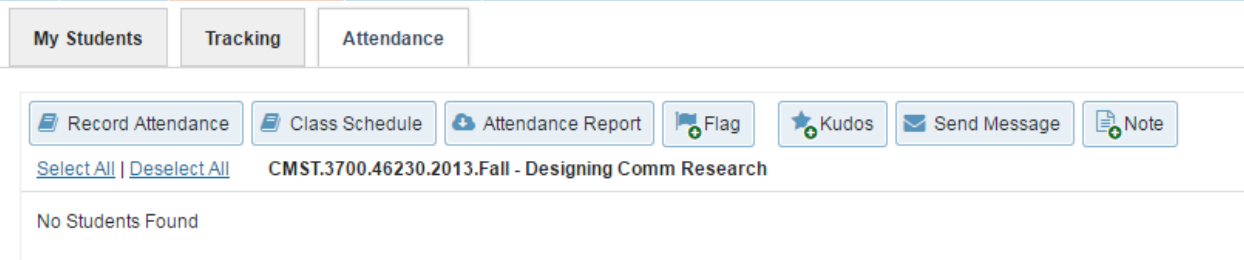 My Students Tracking Attendance
Record Attendance Class Schedule Attendance Report Flag Kudos Send Message Note
Select All | Deselect All CMST.3700.46230.2013.Fall - Designing Comm Research
No Students Found